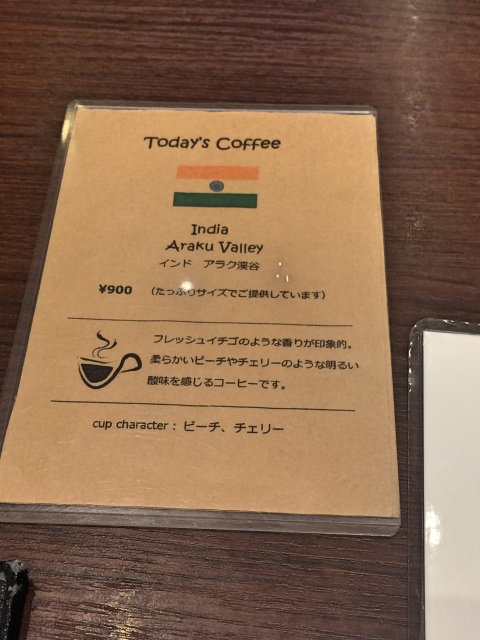 Today's Coffee
India
Araku Valley
インド　アラク渓谷
¥900　（たっぷりサイズでご提供しています）
フレッシュイチゴのような香りが印象的。
柔らかいピーチやチェリーのような明るい
酸味を感じるコーヒーです。
cup character：ピーチ、チェリー